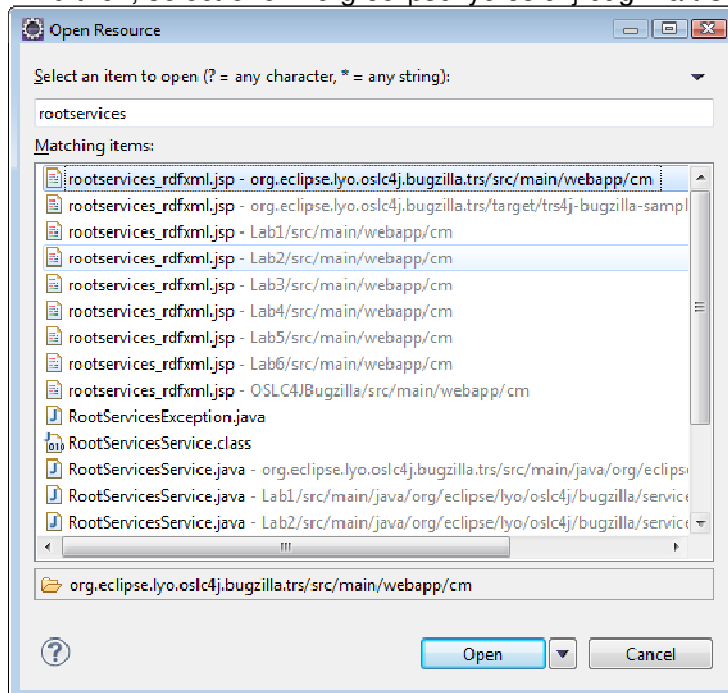 Open Resource
Select an item to open (? = any character, * = any string):
rootservices
Matching items:
rootservices_rdfxml.jsp - org.eclipse.lyo.oslc4j.bugzilla.trs/src/main/webapp/cm
rootservices_rdfxml.jsp - org.eclipse.lyo.oslc4j.bugzilla.trs/target/trs4j-bugzilla-sampl
rootservices_rdfxml.jsp - Lab1/src/main/webapp/cm
rootservices_rdfxml.jsp - Lab2/src/main/webapp/cm
rootservices_rdfxml.jsp - Lab3/src/main/webapp/cm
rootservices_rdfxml.jsp - Lab4/src/main/webapp/cm
rootservices_rdfxml.jsp - Lab5/src/main/webapp/cm
rootservices_rdfxml.jsp - Lab6/src/main/webapp/cm
rootservices_rdfxml.jsp - OSLC4JBugzilla/src/main/webapp/cm
RootServicesException.java
RootServicesService.class
RootServicesService.java - org.eclipse.lyo.oslc4j.bugzilla.trs/src/main/java/org/eclips
RootServicesService.java - Lab1/src/main/java/org/eclipse/lyo/oslc4j/bugzilla/service
RootServicesService.java - Lab2/src/main/java/org/eclipse/lyo/oslc4j/bugzilla/service
org.eclipse.lyo.oslc4j.bugzilla.trs/src/main/webapp/cm
Open
Cancel